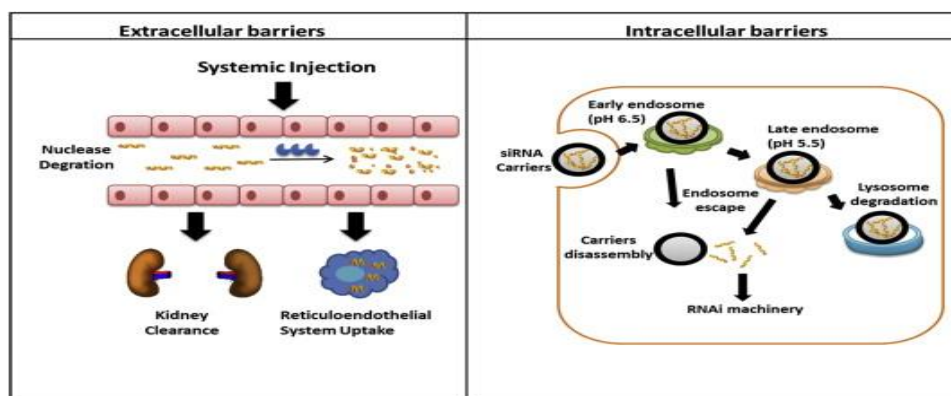 Extracellular barriers
Systemic Injection
Nuclease
Degration
Kidney
Clearance
Reticuloendothelial
System Uptake
Intracellular barriers
Early endosome
(pH 6.5)
siRNA
Carriers
Late endosome
(pH 5.5)
Endosome
escape
Lysosome
degradation
Carriers
disassembly
RNAi machinery